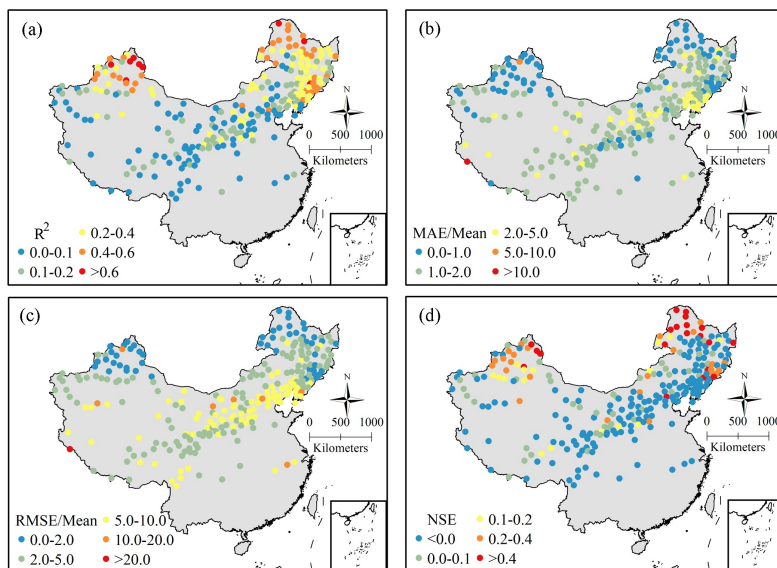 (a)
N
0 500 1000
Kilometers
R²
0.2-0.4
0.0-0.1
0.4-0.6
0.1-0.2
>0.6
(b)
N
0 500 1000
Kilometers
MAE/Mean
2.0-5.0
0.0-1.0
5.0-10.0
1.0-2.0
>10.0
(c)
N
0 500 1000
Kilometers
RMSE/Mean
5.0-10.0
0.0-2.0
10.0-20.0
2.0-5.0
>20.0
(d)
N
0 500 1000
Kilometers
NSE
0.1-0.2
<0.0
0.2-0.4
0.0-0.1
>0.4